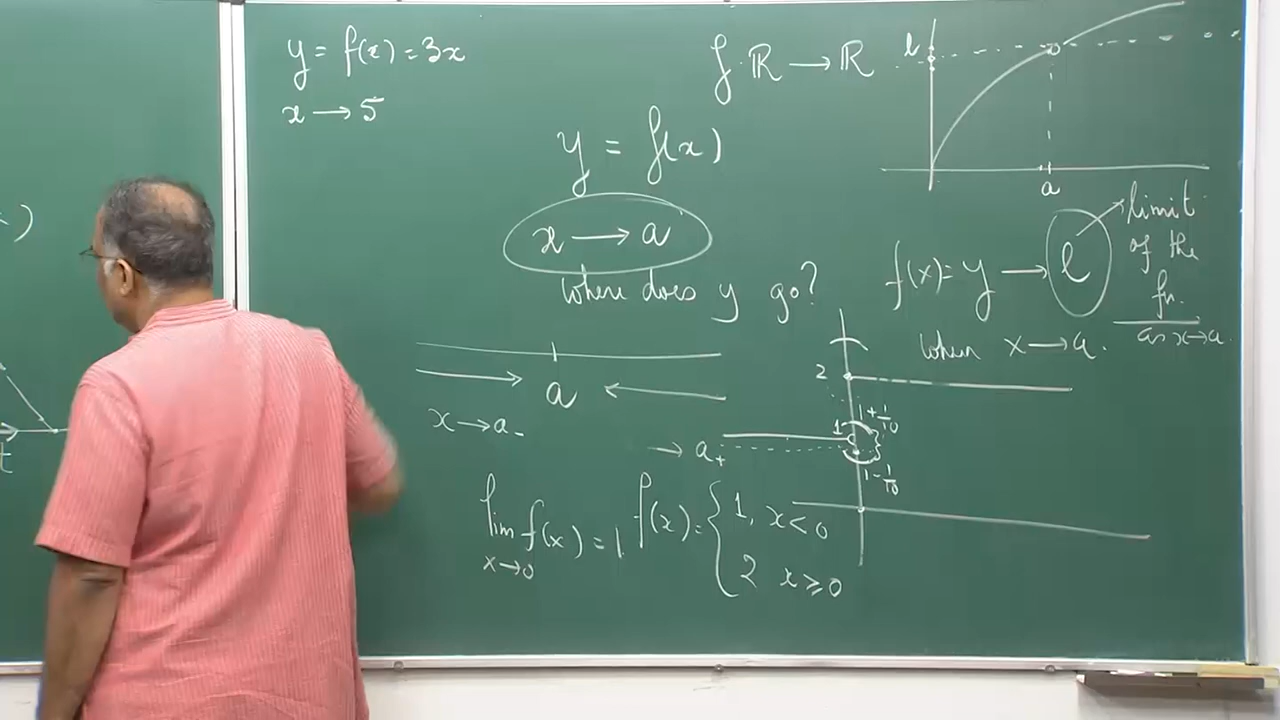 y = f(x) = 3x
x → 5
f: ℝ → ℝ
y = f(x)
x → a
where does y go?
l
a
f(x) = y → l
when x → a.
limit
of the
fn.
as x → a.
a
x → a-
→ a+
2
1
1 + 1/10
1 - 1/10
lim f(x) = 1
x→0
f(x) = { 1, x < 0
2 x ≥ 0
)
t